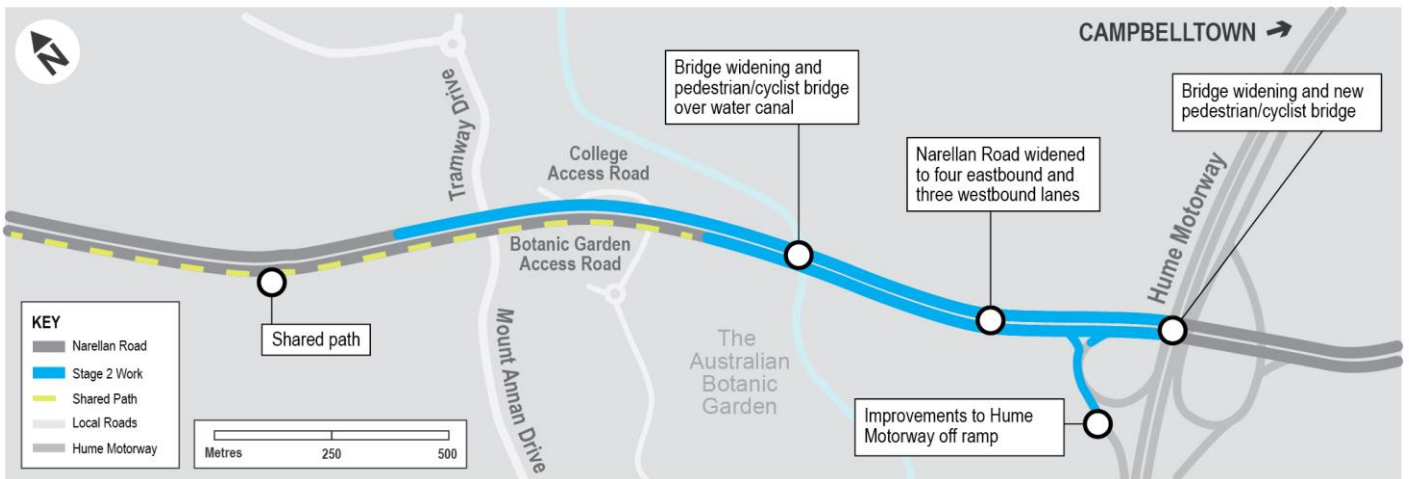 N
CAMPBELLTOWN
Tramway Drive
College
Access Road
Bridge widening and
pedestrian/cyclist bridge
over water canal
Narellan Road widened
to four eastbound and
three westbound lanes
Bridge widening and new
pedestrian/cyclist bridge
Hume Motorway
Botanic Garden
Access Road
Mount Annan Drive
Shared path
The
Australian
Botanic
Garden
Improvements to Hume
Motorway off ramp
KEY
Narellan Road
Stage 2 Work
Shared Path
Local Roads
Hume Motorway
Metres 250 500